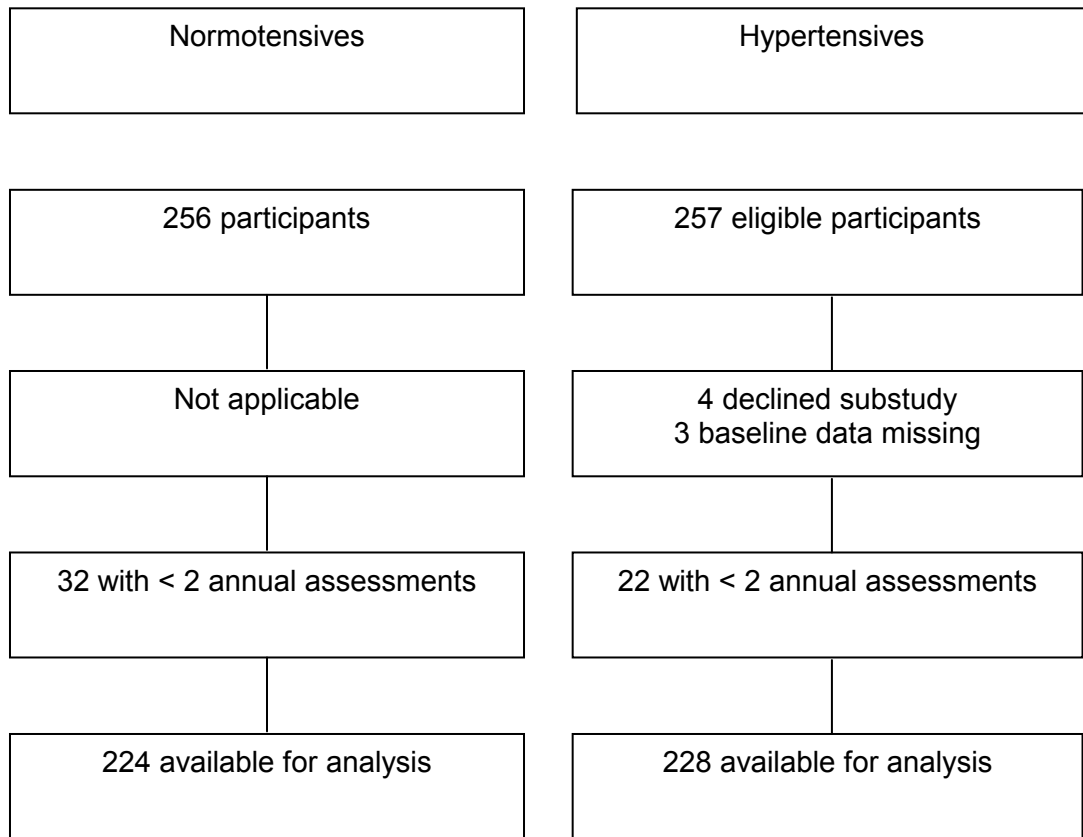 Normotensives
Hypertensives
256 participants
257 eligible participants
Not applicable
4 declined substudy
3 baseline data missing
32 with < 2 annual assessments
22 with < 2 annual assessments
224 available for analysis
228 available for analysis